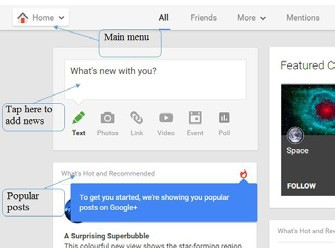 Home
All Friends More Mentions
Main menu
What's new with you?
Featured C
Tap here to
add news
Text Photos Link Video Event Poll
Space
What's Hot and Recommended
FOLLOW
Popular
posts
To get you started, we're showing you popular
posts on Google+
A Surprising Superbubble
This colourful new view shows the star-forming region
What's Hot and Recommended